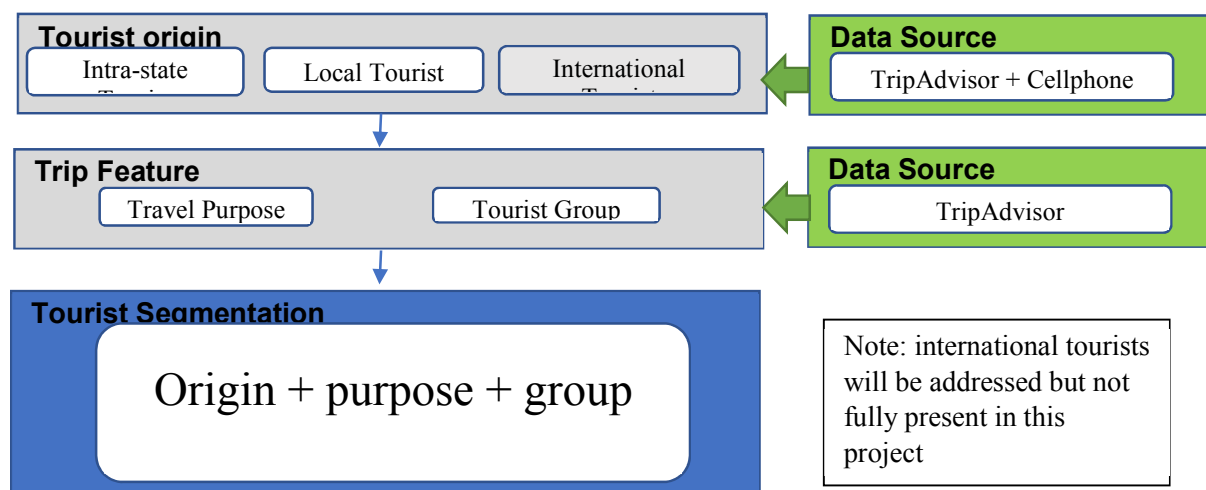 Tourist origin
Intra-state
Local Tourist
International
Data Source
TripAdvisor + Cellphone
Trip Feature
Travel Purpose
Tourist Group
Data Source
TripAdvisor
Tourist Segmentation
Origin + purpose + group
Note: international tourists
will be addressed but not
fully present in this
project